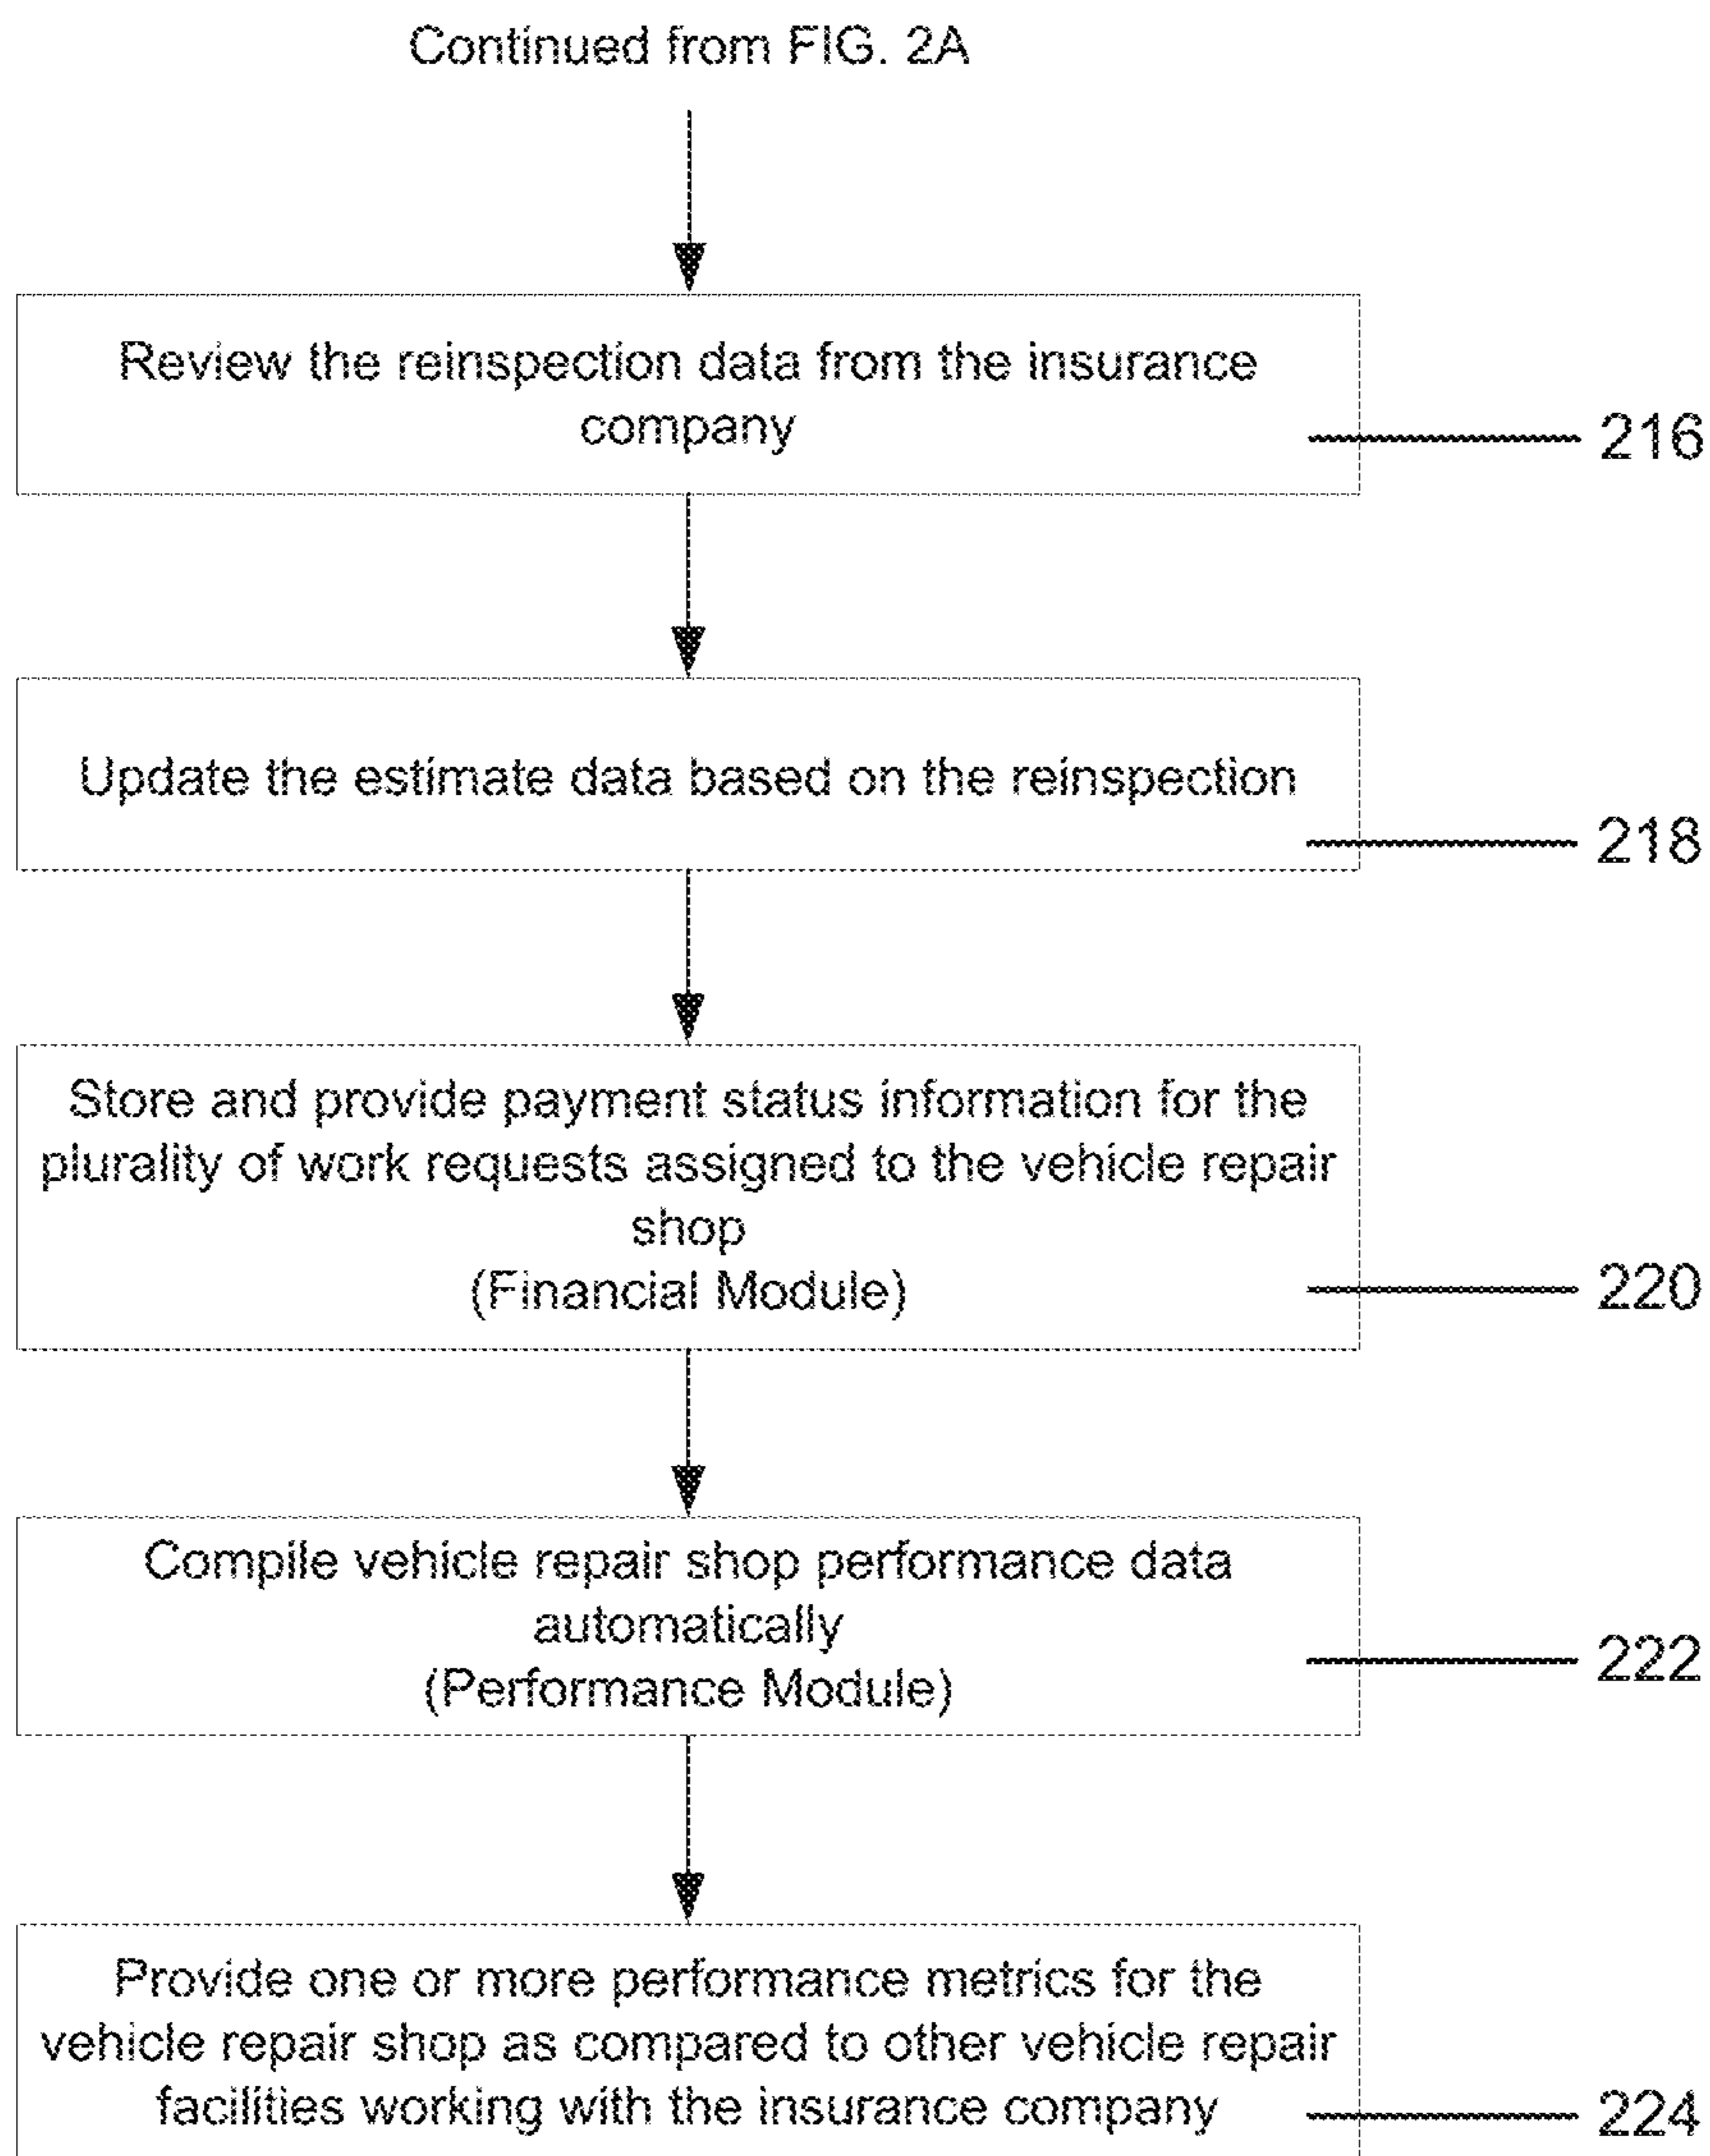 Continued from FIG. 2A
Review the reinspection data from the insurance
company
216
Update the estimate data based on the reinspection
218
Store and provide payment status information for the
plurality of work requests assigned to the vehicle repair
shop
(Financial Module)
220
Compile vehicle repair shop performance data
automatically
(Performance Module)
222
Provide one or more performance metrics for the
vehicle repair shop as compared to other vehicle repair
facilities working with the insurance company
224